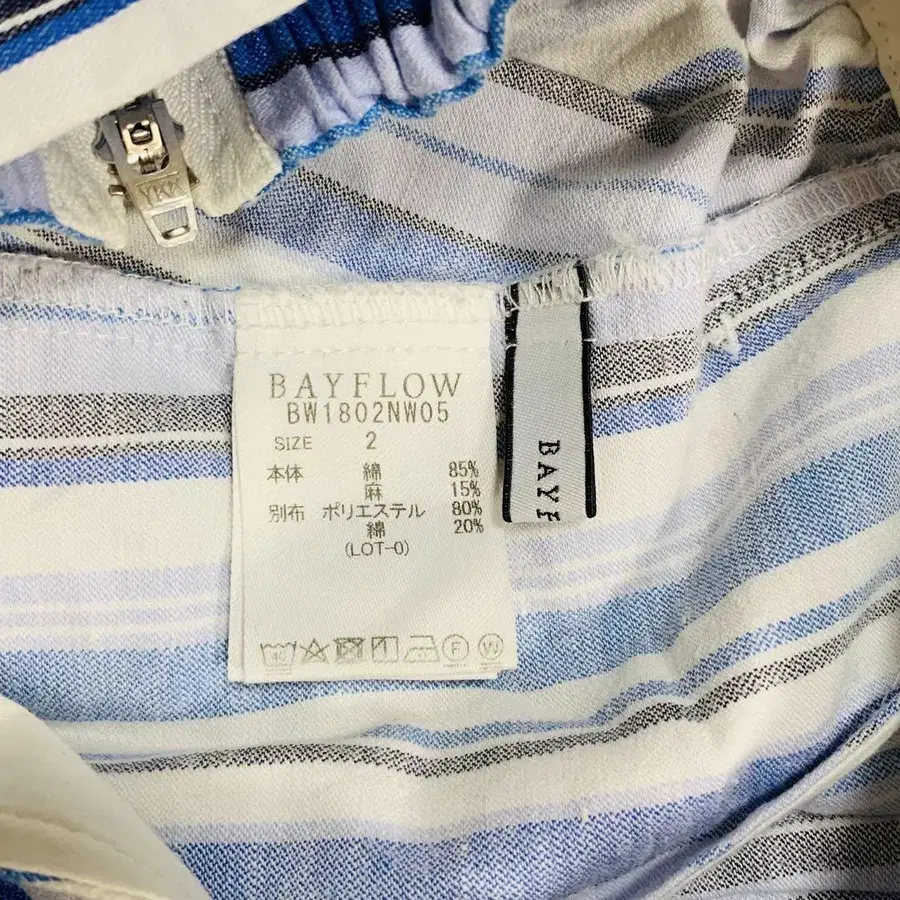 YKK
BAYFLOW
BW1802NW05
SIZE 2
本体 綿 85%
麻 15%
別布 ポリエステル 80%
綿 20%
(LOT-0)
40 F W
BAYF